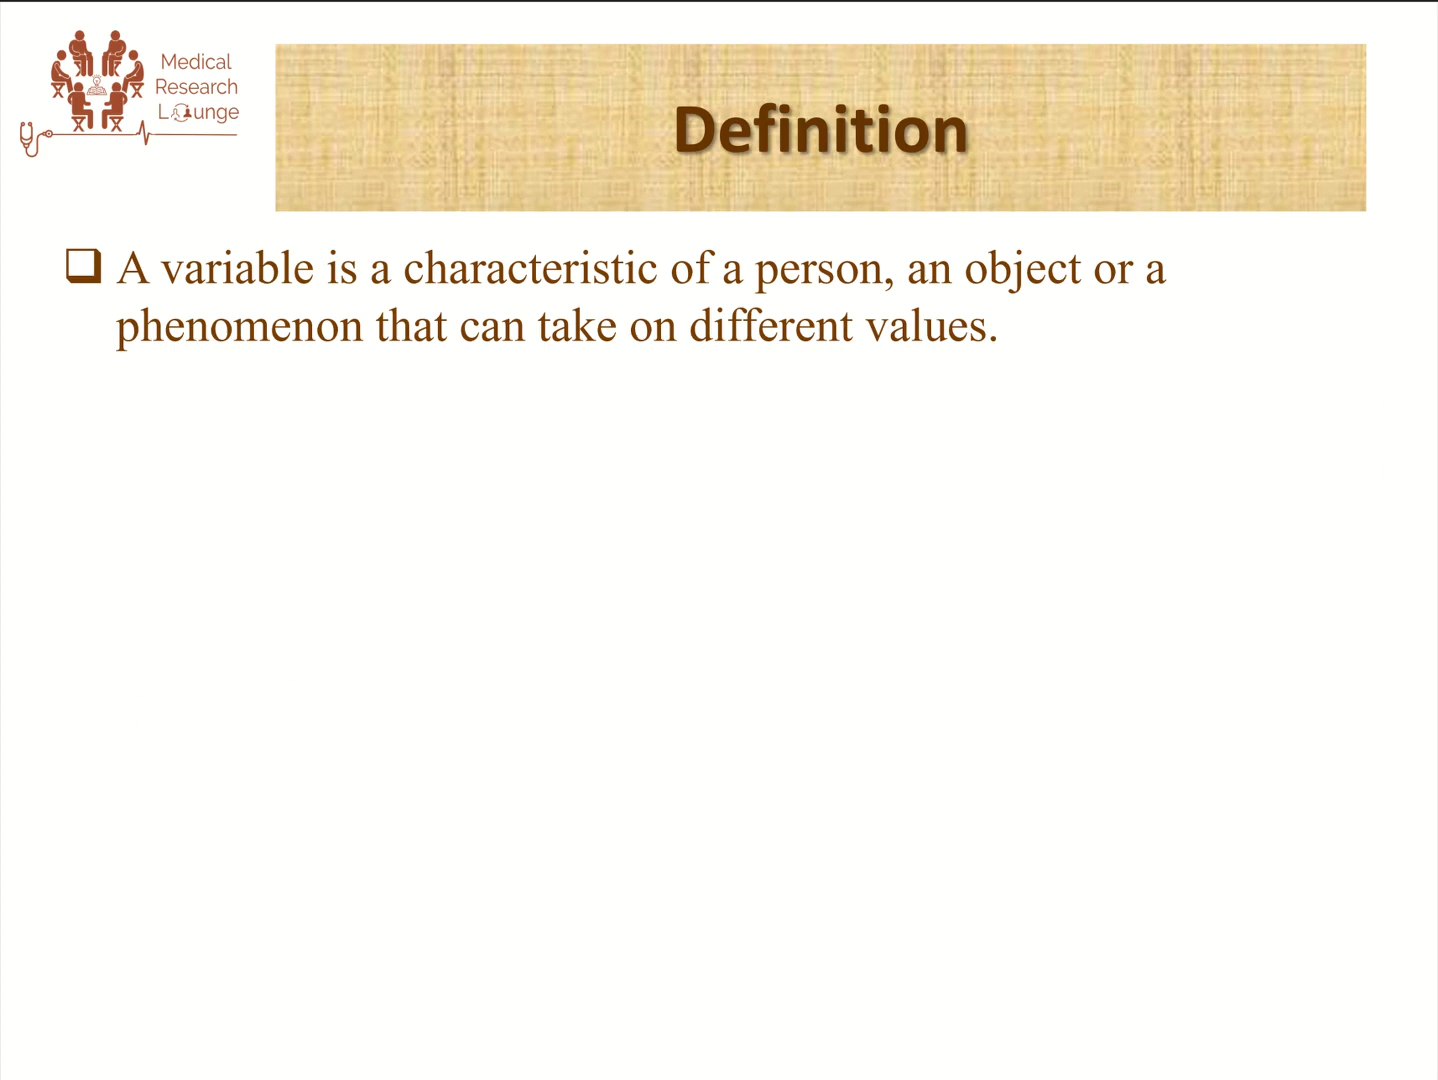 Medical
Research
Lounge
Definition
❑ A variable is a characteristic of a person, an object or a
phenomenon that can take on different values.